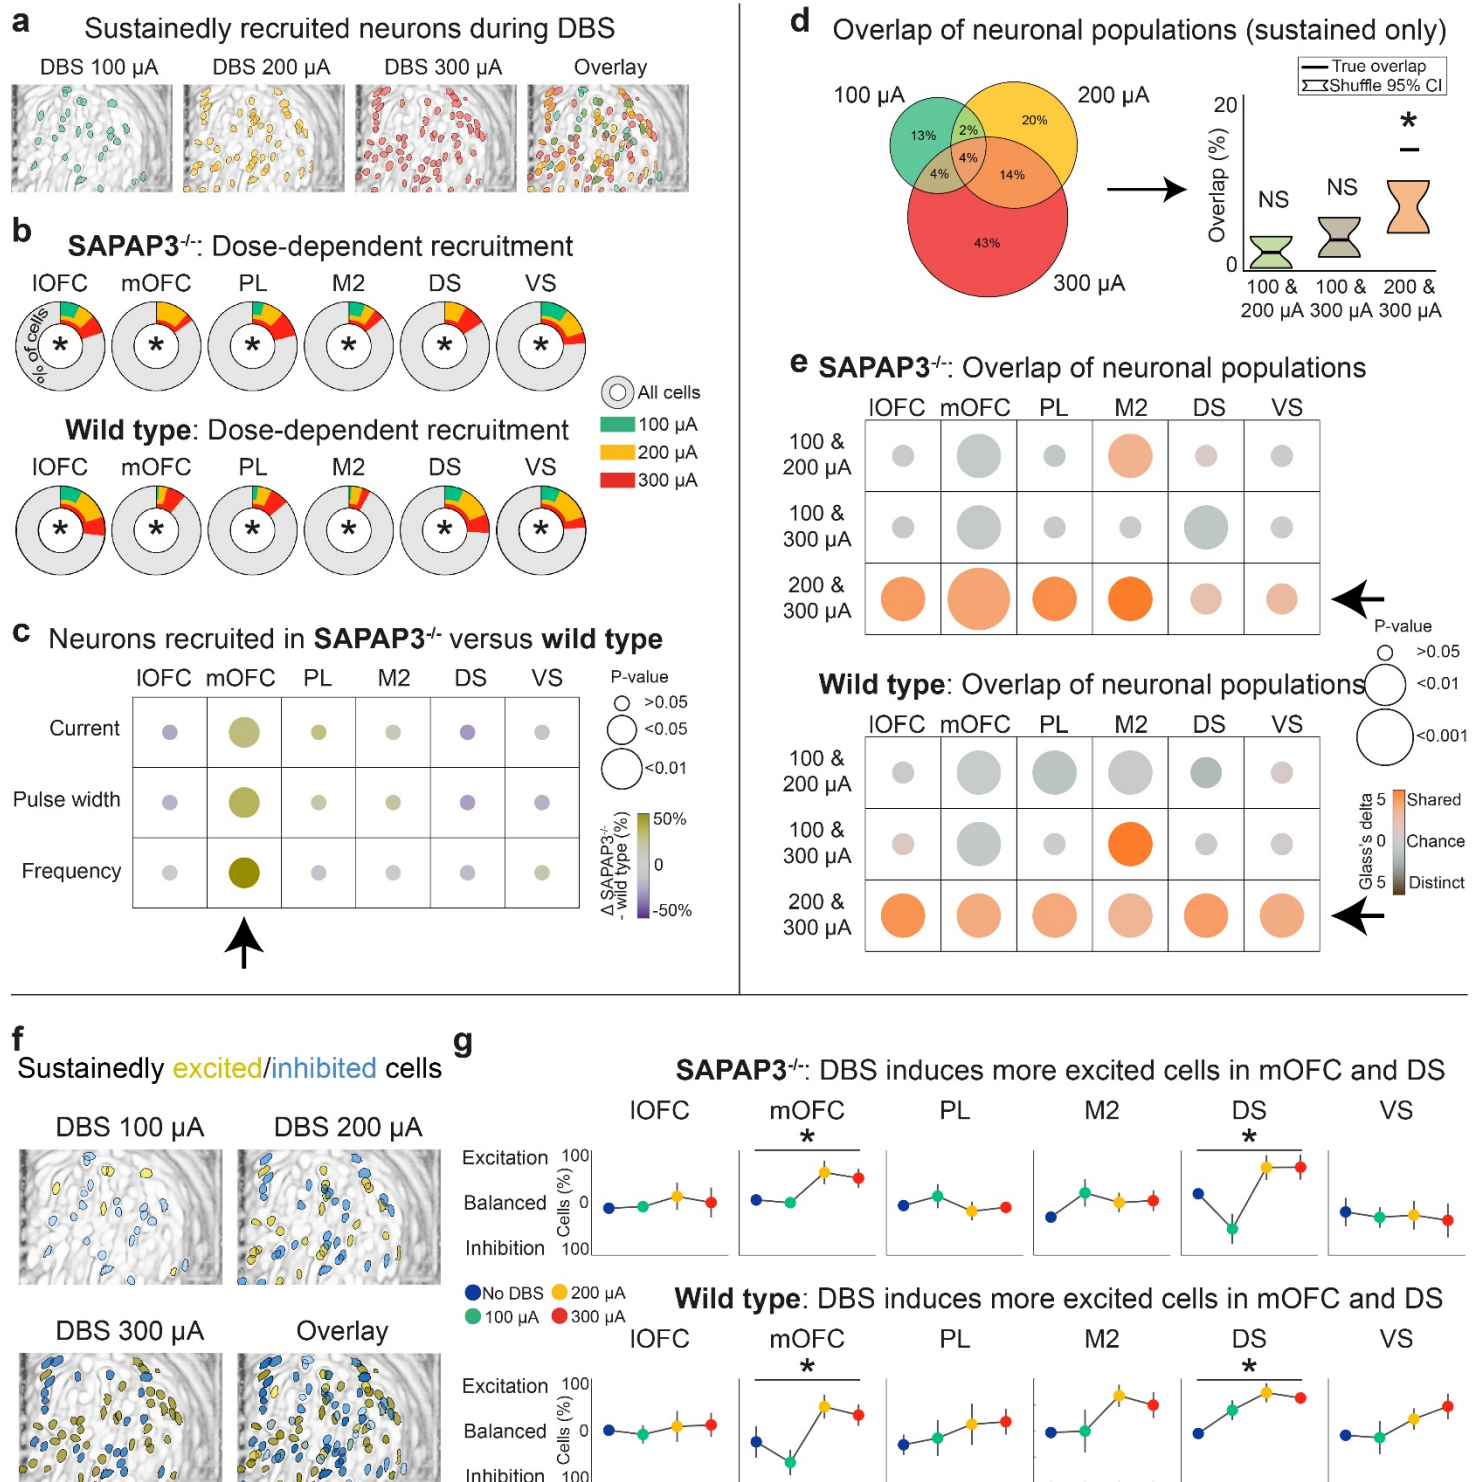 a
Sustainedly recruited neurons during DBS
DBS 100 µA DBS 200 µA DBS 300 µA Overlay
b
SAPAP3-/-: Dose-dependent recruitment
lOFC mOFC PL M2 DS VS
% of cells
* * * * * *
Wild type: Dose-dependent recruitment
lOFC mOFC PL M2 DS VS
* * * * * *
All cells
100 µA
200 µA
300 µA
c
Neurons recruited in SAPAP3-/- versus wild type
lOFC mOFC PL M2 DS VS
Current
Pulse width
Frequency
P-value
>0.05
<0.05
<0.01
Δ SAPAP3-/-
- wild type (%)
50%
0
-50%
d
Overlap of neuronal populations (sustained only)
100 µA
200 µA
300 µA
13%
2%
20%
4%
4%
14%
43%
True overlap
Shuffle 95% CI
Overlap (%)
20
0
NS NS *
100 & 100 & 200 &
200 µA 300 µA 300 µA
e
SAPAP3-/-: Overlap of neuronal populations
lOFC mOFC PL M2 DS VS
100 &
200 µA
100 &
300 µA
200 &
300 µA
Wild type: Overlap of neuronal populations
lOFC mOFC PL M2 DS VS
100 &
200 µA
100 &
300 µA
200 &
300 µA
P-value
>0.05
<0.01
<0.001
Glass's delta
5 Shared
0 Chance
5 Distinct
f
Sustainedly excited/inhibited cells
DBS 100 µA DBS 200 µA
DBS 300 µA Overlay
g
SAPAP3-/-: DBS induces more excited cells in mOFC and DS
lOFC mOFC PL M2 DS VS
* *
Excitation 100
Balanced 0
Inhibition 100
Cells (%)
No DBS 200 µA
100 µA 300 µA
Wild type: DBS induces more excited cells in mOFC and DS
lOFC mOFC PL M2 DS VS
* *
Excitation 100
Balanced 0
Inhibition 100
Cells (%)